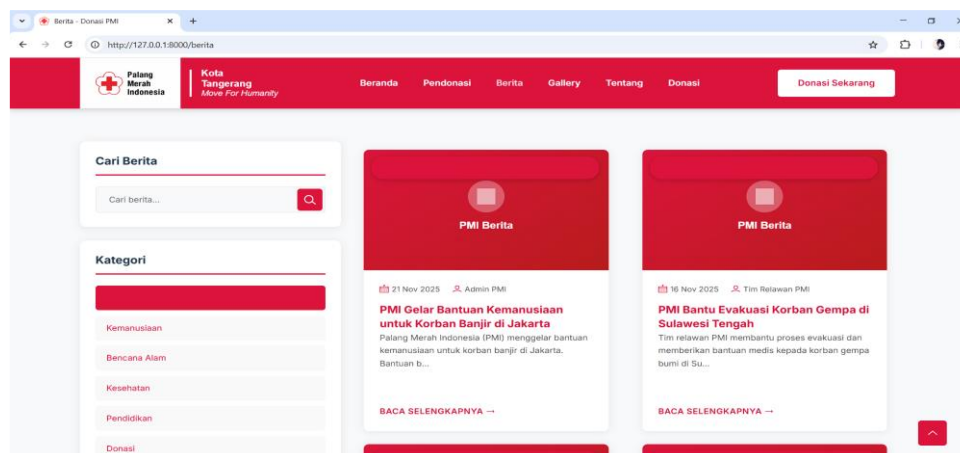 Berita - Donasi PMI
http://127.0.0.1:8000/berita
Palang
Merah
Indonesia
Kota
Tangerang
Move For Humanity
Beranda
Pendonasi
Berita
Gallery
Tentang
Donasi
Donasi Sekarang
Cari Berita
Cari berita...
Kategori
Kemanusiaan
Bencana Alam
Kesehatan
Pendidikan
Donasi
PMI Berita
21 Nov 2025 Admin PMI
PMI Gelar Bantuan Kemanusiaan
untuk Korban Banjir di Jakarta
Palang Merah Indonesia (PMI) menggelar bantuan
kemanusiaan untuk korban banjir di Jakarta.
Bantuan b...
BACA SELENGKAPNYA →
PMI Berita
16 Nov 2025 Tim Relawan PMI
PMI Bantu Evakuasi Korban Gempa di
Sulawesi Tengah
Tim relawan PMI membantu proses evakuasi dan
memberikan bantuan medis kepada korban gempa
bumi di Su...
BACA SELENGKAPNYA →